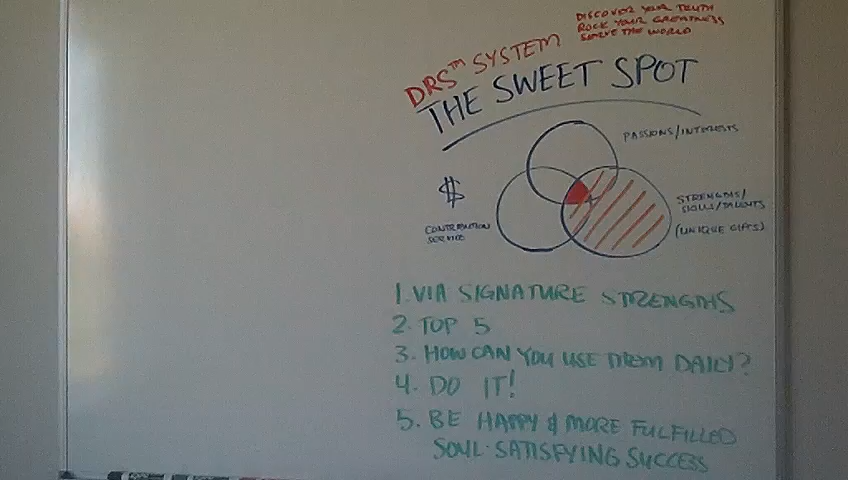 DISCOVER YOUR TRUTH
ROCK YOUR GREATNESS
SERVE THE WORLD
DRS™ SYSTEM
THE SWEET SPOT
PASSIONS/INTERESTS
$
STRENGTHS/
SKILLS/TALENTS
(UNIQUE GIFTS)
CONTRIBUTION
SERVICE
1. VIA SIGNATURE STRENGTHS
2. TOP 5
3. HOW CAN YOU USE THEM DAILY?
4. DO IT!
5. BE HAPPY & MORE FULFILLED
SOUL-SATISFYING SUCCESS